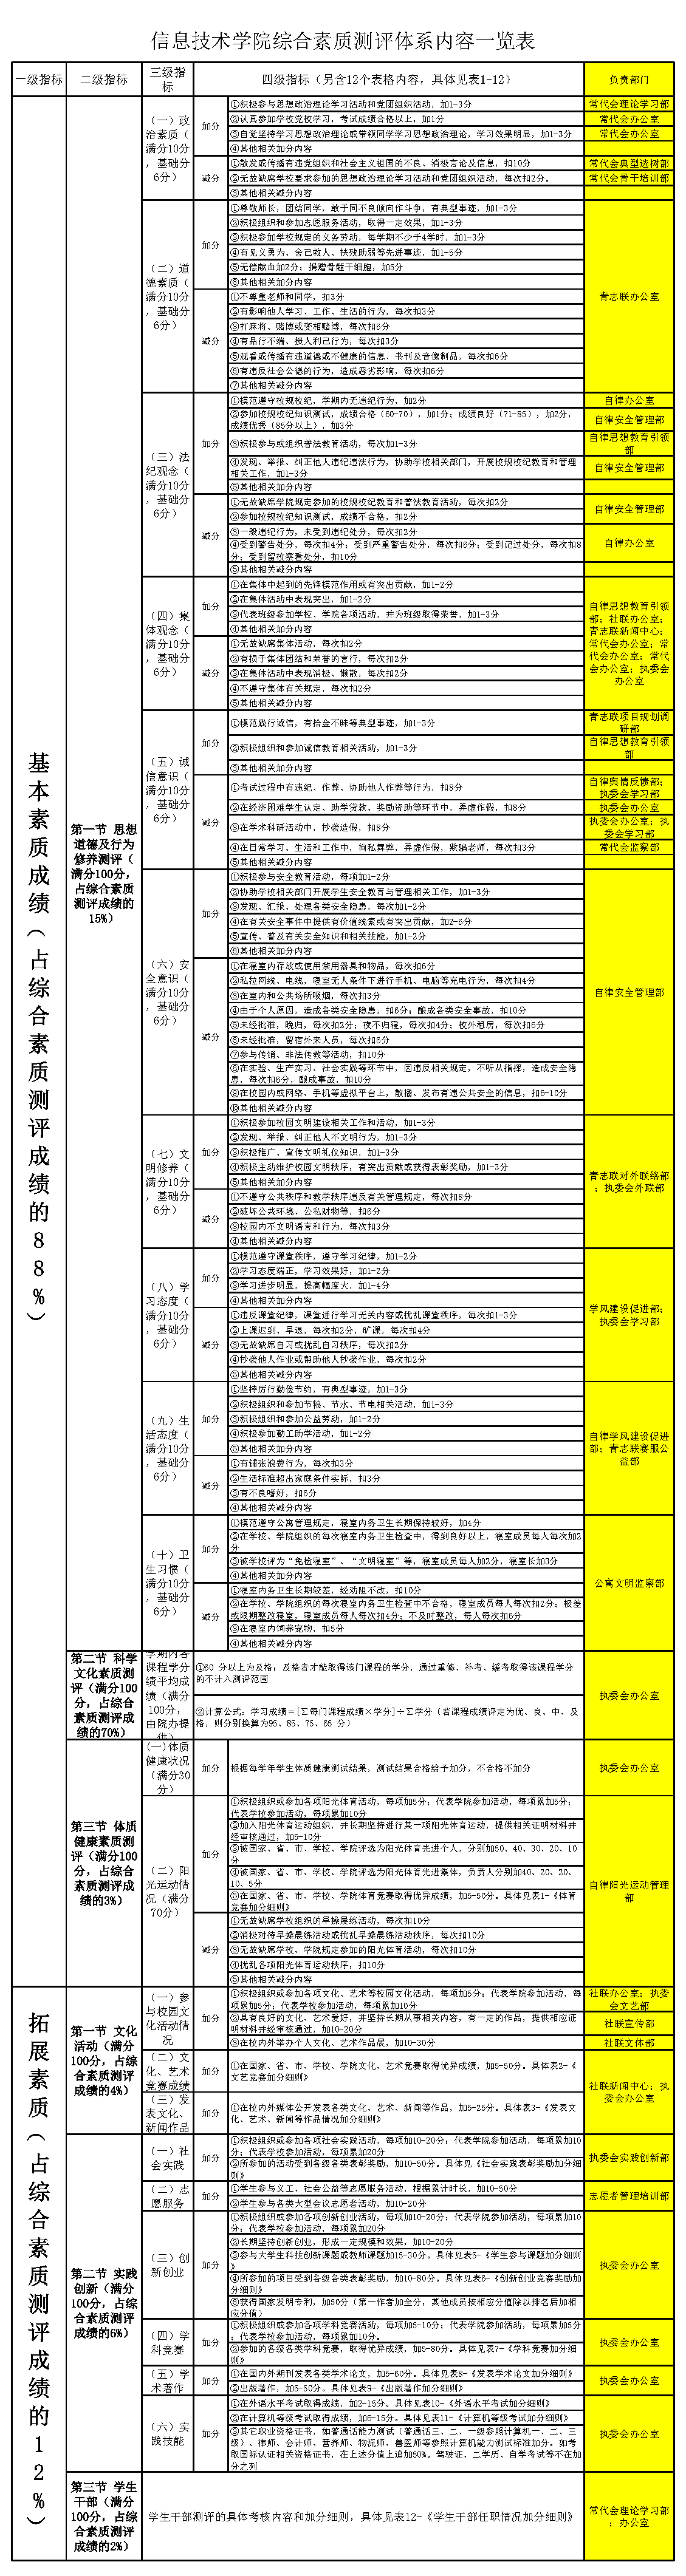 信息技术学院综合素质测评体系内容一览表
一级指标
二级指标
三级指标
四级指标（另含12个表格内容，具体见表1-12）
负责部门
基本素质成绩（占综合素质测评成绩的88%）
第一节 思想道德及行为修养测评（满分100分，占综合素质测评成绩的15%）
（一）政治素质（满分10分，基础分6分）
加分
①积极参与思想政治理论学习活动和党团组织活动，加1-3分
常代会理论学习部
②认真参加学校党校学习，考试成绩合格以上，加1分
常代会办公室
③自觉坚持学习思想政治理论或带领同学学习思想政治理论，学习效果明显，加1-3分
常代会办公室
④其他相关加分内容
减分
①散发或传播有违党组织和社会主义祖国的不良、消极言论及信息，扣10分
常代会典型选树部
②无故缺席学校要求参加的思想政治理论学习活动和党团组织活动，每次扣2分。
常代会骨干培训部
③其他相关减分内容
（二）道德素质（满分10分，基础分6分）
加分
①尊敬师长，团结同学，敢于同不良倾向作斗争，有典型事迹，加1-3分
②积极组织和参加志愿服务活动，取得一定效果，加1-3分
③积极参加学校规定的义务劳动，每学期不少于4学时，加1-3分
④有见义勇为、舍己救人、扶残助弱等先进事迹，加1-5分
⑤无偿献血加2分；捐赠骨髓干细胞，加5分
⑥其他相关加分内容
减分
①不尊重老师和同学，扣3分
②有影响他人学习、工作、生活的行为，每次扣3分
③打麻将、赌博或变相赌博，每次扣6分
④有品行不端、损人利己行为，每次扣3分
⑤观看或传播有违道德或不健康的信息、书刊及音像制品，每次扣6分
⑥有违反社会公德的行为，造成恶劣影响，每次扣6分
⑦其他相关减分内容
青志联办公室
（三）法纪观念（满分10分，基础分6分）
加分
①模范遵守校规校纪，学期内无违纪行为，加2分
自律办公室
②参加校规校纪知识测试，成绩合格（60-70），加1分；成绩良好（71-85），加2分，
成绩优秀（85分以上），加3分
自律安全管理部
③积极参与或组织普法教育活动，每次加1-3分
自律思想教育引领部
④发现、举报、纠正他人违纪违法行为，协助学校相关部门，开展校规校纪教育和管理
相关工作，加1-3分
自律安全管理部
⑤其他相关加分内容
减分
①无故缺席学院规定参加的校规校纪教育和普法教育活动，每次扣2分
②参加校规校纪知识测试，成绩不合格，扣2分
自律安全管理部
③一般违纪行为，未受到违纪处分，每次扣2分
④受到警告处分，每次扣4分；受到严重警告处分，每次扣6分；受到记过处分，每次扣8
分；受到留校察看处分，扣10分
自律办公室
⑤其他相关减分内容
（四）集体观念（满分10分，基础分6分）
加分
①在集体中起到的先锋模范作用或有突出贡献，加1-2分
②在集体活动中表现突出，加1-2分
③代表班级参加学校、学院各项活动，并为班级取得荣誉，加1-3分
④其他相关加分内容
减分
①无故缺席集体活动，每次扣2分
②有损于集体团结和荣誉的言行，每次扣2分
③在集体活动中表现消极、懒散，每次扣2分
④不遵守集体有关规定，每次扣2分
⑤其他相关减分内容
自律思想教育引领部；社联办公室；青志联新闻中心；常代会办公室；常代会办公室；执委会办公室
（五）诚信意识（满分10分，基础分6分）
加分
①模范践行诚信，有拾金不昧等典型事迹，加1-3分
青志联项目规划调研部
②积极组织和参加诚信教育相关活动，加1-3分
自律思想教育引领部
③其他相关加分内容
减分
①考试过程中有违纪、作弊、协助他人作弊等行为，扣8分
自律舆情反馈部；执委会学习部
②在经济困难学生认定、助学贷款、奖励资助等环节中，弄虚作假，扣8分
执委会办公室
③在学术科研活动中，抄袭造假，扣8分
执委会办公室；执委会学习部
④在日常学习、生活和工作中，徇私舞弊，弄虚作假，欺骗老师，每次扣3分
常代会监察部
⑤其他相关减分内容
（六）安全意识（满分10分，基础分6分）
加分
①积极参与安全教育活动，每项加1-2分
②协助学校相关部门开展学生安全教育与管理相关工作，加1-3分
③发现、汇报、处理各类安全隐患，每次加1-2分
④在有关安全事件中提供有价值线索或有突出贡献，加2-6分
⑤宣传、普及有关安全知识和相关技能，加1-2分
⑥其他相关加分内容
减分
①在寝室内存放或使用禁用器具和物品，每次扣6分
②私拉网线、电线，寝室无人条件下进行手机、电脑等充电行为，每次扣4分
③在室内和公共场所吸烟，每次扣3分
④由于个人原因，造成各类安全隐患，扣6分；酿成各类安全事故，扣10分
⑤未经批准，晚归，每次扣2分；夜不归寝，每次扣4分；校外租房，每次扣6分
⑥未经批准，留宿外来人员，每次扣6分
⑦参与传销、非法传教等活动，扣10分
⑧在实验、生产实习、社会实践等环节中，因违反相关规定，不听从指挥，造成安全隐
患，每次扣6分，酿成事故，扣10分
⑨在校园内或网络、手机等虚拟平台上，散播、发布有违公共安全的信息，扣6-10分
⑩其他相关减分内容
自律安全管理部
（七）文明修养（满分10分，基础分6分）
加分
①积极参加校园文明建设相关工作和活动，加1-3分
②发现、举报、纠正他人不文明行为，加1-3分
③积极推广、宣传文明礼仪知识，加1-3分
④积极主动维护校园文明秩序，有突出贡献或获得表彰奖励，加1-3分
⑤其他相关加分内容
减分
①不遵守公共秩序和教学秩序违反有关管理规定，每次扣8分
②破坏公共环境、公私财物等，扣6分
③校园内不文明语言和行为，每次扣3分
④其他相关减分内容
青志联对外联络部；执委会外联部
（八）学习态度（满分10分，基础分6分）
加分
①模范遵守课堂秩序，遵守学习纪律，加1-2分
②学习态度端正，学习效果好，加1-2分
③学习进步明显，提高幅度大，加1-4分
④其他相关加分内容
减分
①违反课堂纪律，课堂进行学习无关内容或扰乱课堂秩序，每次扣1-3分
②上课迟到、早退，每次扣2分，旷课，每次扣4分
③无故缺席自习或扰乱自习秩序，每次扣2分
④抄袭他人作业或帮助他人抄袭作业，每次扣2分
⑤其他相关减分内容
学风建设促进部；执委会学习部
（九）生活态度（满分10分，基础分6分）
加分
①坚持厉行勤俭节约，有典型事迹，加1-3分
②积极组织和参加节粮、节水、节电相关活动，加1-3分
③积极组织和参加公益劳动，加1-2分
④积极参加勤工助学活动，加1-2分
⑤其他相关加分内容
减分
①有铺张浪费行为，每次扣3分
②生活标准超出家庭条件实际，扣3分
③有不良嗜好，扣6分
④其他相关减分内容
自律学风建设促进部；青志联赛服公益部
（十）卫生习惯（满分10分，基础分6分）
加分
①模范遵守公寓管理规定，寝室内务卫生长期保持较好，加4分
②在学校、学院组织的每次寝室内务卫生检查中，得到良好以上，寝室成员每人每次加2
分
③被学校评为“免检寝室”、“文明寝室”等，寝室成员每人加2分，寝室长加3分
④其他相关加分内容
减分
①寝室内务卫生长期较差，经劝阻不改，扣10分
②在学校、学院组织的每次寝室内务卫生检查中不合格，寝室成员每人每次扣2分；极差
或限期整改寝室，寝室成员每人每次扣4分；不及时整改，每人每次扣6分
③在寝室内饲养宠物，扣5分
④其他相关减分内容
公寓文明监察部
第二节 科学文化素质测评（满分100分，占综合素质测评成绩的70%）
学期内各课程学分绩平均成绩（满分100分，由院办提供）
①60 分以上为及格；及格者才能取得该门课程的学分，通过重修、补考、缓考取得该课程学分
的不计入测评范围
②计算公式：学习成绩=[∑每门课程成绩×学分]÷∑学分（若课程成绩评定为优、良、中、及
格，则分别换算为95、85、75、65 分）
执委会办公室
第三节 体质健康素质测评（满分100分，占综合素质测评成绩的3%）
（一）体质健康状况（满分30分）
加分
根据每学年学生体质健康测试结果，测试结果合格给予加分，不合格不加分
执委会办公室
（二）阳光运动情况（满分70分）
加分
①积极组织或参加各项阳光体育活动，每项加5分；代表学院参加活动，每项累加5分；
代表学校参加活动，每项累加10分
②加入阳光体育运动组织，并长期坚持进行某一项阳光体育运动，提供相关证明材料并
经审核通过，加5-10分
③被国家、省、市、学校、学院评选为阳光体育先进个人，分别加50、40、30、20、10
分
④被国家、省、市、学校、学院评选为阳光体育先进集体，负责人分别加40、20、20、
10、5分
⑤在国家、省、市、学校、学院体育竞赛取得优异成绩，加5-50分。具体见表1-《体育
竞赛加分细则》
减分
①无故缺席学校组织的早操晨练活动，每次扣10分
②消极对待早操晨练活动或扰乱早操晨练活动秩序，每次扣10分
③无故缺席学校、学院规定参加的阳光体育活动，每次扣10分
④扰乱各项阳光体育运动秩序，扣10分
⑤其他相关减分内容
自律阳光运动管理部
拓展素质（占综合素质测评成绩的12%）
第一节 文化活动（满分100分，占综合素质测评成绩的4%）
（一）参与校园文化活动情况
加分
①积极组织或参加各项文化、艺术等校园文化活动，每项加5分；代表学院参加活动，每
项累加5分；代表学校参加活动，每项累加10分
社联办公室；执委会文艺部
②具有良好的文化、艺术爱好，并坚持长期从事相关内容，有一定的作品，提供相应证
明材料并经审核通过，加10-20分
社联宣传部
③在校内外举办个人文化、艺术作品展，加10-30分
社联文体部
（二）文化、艺术竞赛成绩
加分
①在国家、省、市、学校、学院文化、艺术竞赛取得优异成绩，加5-50分。具体表2-《
文艺竞赛加分细则》
（三）发表文化、新闻作品
加分
①在校内外媒体公开发表各类文化、艺术、新闻等作品，加5-25分。具体表3-《发表文
化、艺术、新闻等作品情况加分细则》
社联新闻中心；执委会办公室
第二节 实践创新（满分100分，占综合素质测评成绩的6%）
（一）社会实践
加分
①积极组织或参加各项社会实践活动，每项加10-20分；代表学院参加活动，每项累加10
分；代表学校参加活动，每项累加20分
②所参加的活动受到各级各类表彰奖励，加10-50分。具体见《社会实践表彰奖励加分细
则》
执委会实践创新部
（二）志愿服务
加分
①学生参与义工、社会公益等志愿服务活动，根据累计时长，加10-50分
②学生参与各类大型会议志愿者活动，加10-20分
志愿者管理培训部
（三）创新创业
加分
①积极组织或参加各项创新创业活动，每项加10-20分；代表学院参加活动，每项累加10
分；代表学校参加活动，每项累加20分
②长期坚持创新创业，形成一定规模和效果，加10-20分
③参与大学生科技创新课题或教师课题加15-30分。具体见表5-《学生参与课题加分细则
》
④所参加的项目受到各级各类表彰奖励，加10-80分。具体见表6-《创新创业竞赛奖励加
分细则》
⑥获得国家发明专利，加50分（第一作者加全分，其他成员按相应分值除以排名后加相
应分值）
执委会办公室
（四）学科竞赛
加分
①积极组织或参加各项学科竞赛活动，每项加5-10分；代表学院参加活动，每项累加5分
；代表学校参加活动，每项累加10分。
②参加的各级各类学科竞赛，取得优异成绩，加5-80分。具体见表7-《学科竞赛加分细
则》
执委会办公室
（五）学术著作
加分
①在国内外期刊发表各类学术论文，加5-60分。具体见表8-《发表学术论文加分细则》
②出版著作，加5-50分。具体见表9-《出版著作加分细则》
执委会办公室
（六）实践技能
加分
①在外语水平考试取得成绩，加2-15分。具体见表10-《外语水平考试加分细则》
②在计算机等级考试取得成绩，加6-15分。具体见表11-《计算机等级考试加分细则》
③其它职业资格证书，如普通话能力测试（普通话三、二、一级参照计算机一、二、三
级）、律师、会计师、营养师、物流师、兽医师等参照计算机能力测试标准加分。如考
取国际认证相关资格证书，在上述分值上追加50%。驾驶证、二学历、自学考试等不在加
分之列
执委会办公室
第三节 学生干部（满分100分，占综合素质测评成绩的2%）
学生干部测评的具体考核内容和加分细则，具体见表12-《学生干部任职情况加分细则》
常代会理论学习部；办公室